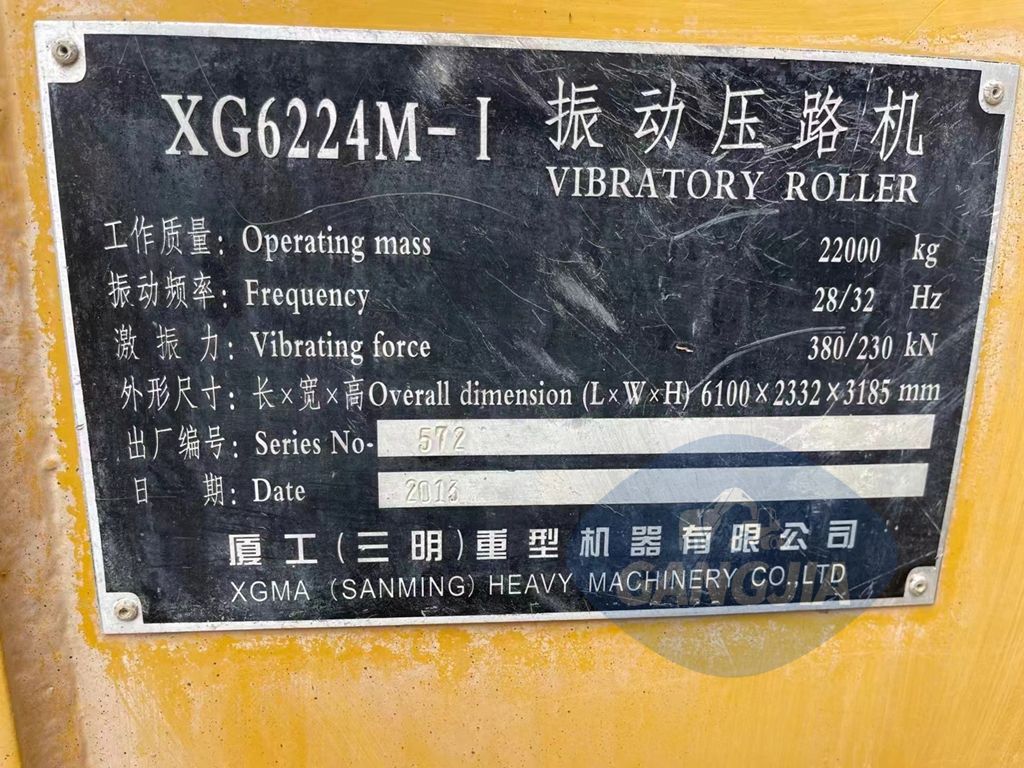 XG6224M-I 振动压路机
VIBRATORY ROLLER
工作质量: Operating mass 22000 kg
振动频率: Frequency 28/32 Hz
激振力: Vibrating force 380/230 kN
外形尺寸: 长×宽×高 Overall dimension (L×W×H) 6100×2332×3185 mm
出厂编号: Series No- 572
日期: Date 2013
厦工(三明)重型机器有限公司
XGMA (SANMING) HEAVY MACHINERY CO.,LTD
GANGJIA